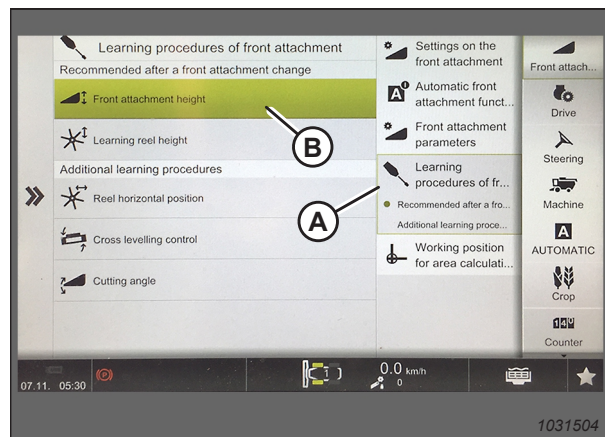 Learning procedures of front attachment
Recommended after a front attachment change
Front attachment height
Learning reel height
Additional learning procedures
Reel horizontal position
Cross levelling control
Cutting angle
B
A
Settings on the
front attachment
Automatic front
attachment funct...
Front attachment
parameters
Learning
procedures of fr...
Recommended after a fro...
Additional learning proce...
Working position
for area calculati...
Front attach...
Drive
Steering
Machine
A
AUTOMATIC
Crop
Counter
07.11. 05:30
(P)
1
0.0 km/h
0
1031504